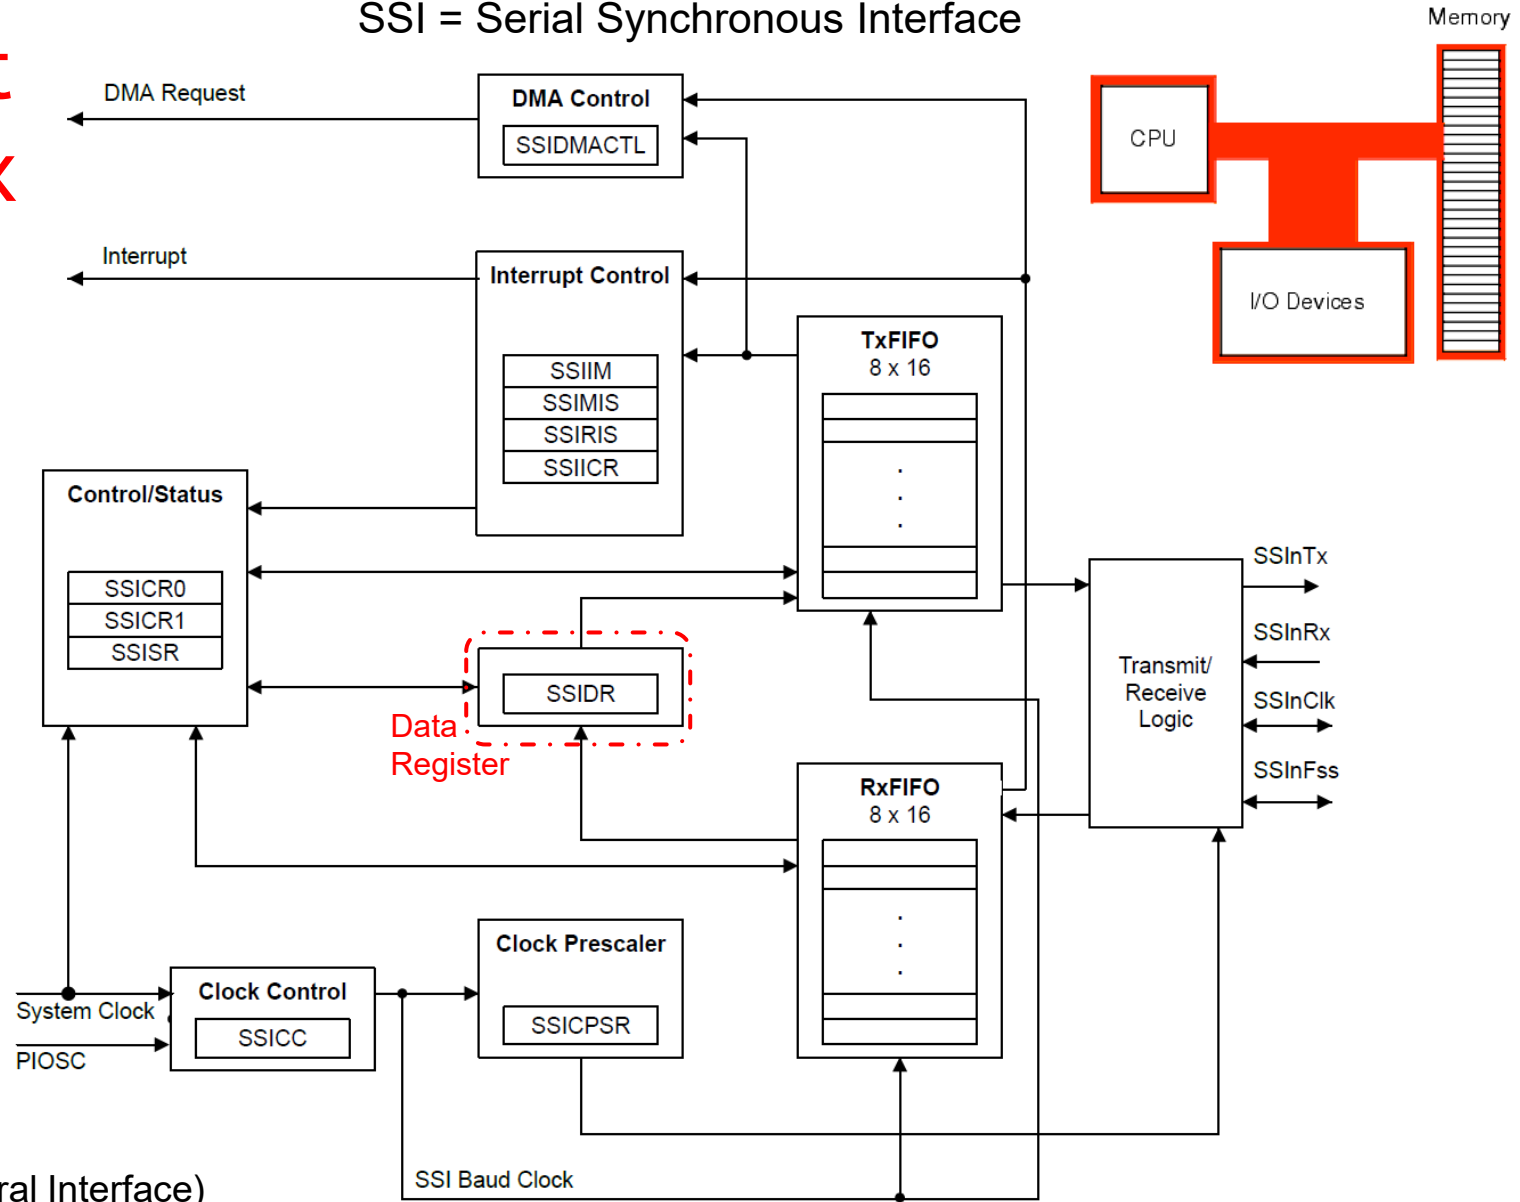 SSI = Serial Synchronous Interface
Memory
t
x
DMA Request
DMA Control
SSIDMACTL
CPU
Interrupt
Interrupt Control
I/O Devices
SSIIM
SSIMIS
SSIRIS
SSIICR
TxFIFO
8 x 16
.
.
.
Control/Status
SSICR0
SSICR1
SSISR
SSIDR
Data
Register
Transmit/
Receive
Logic
SSInTx
SSInRx
SSInClk
SSInFss
RxFIFO
8 x 16
.
.
.
Clock Prescaler
SSICPSR
System Clock
PIOSC
Clock Control
SSICC
SSI Baud Clock
ral Interface)